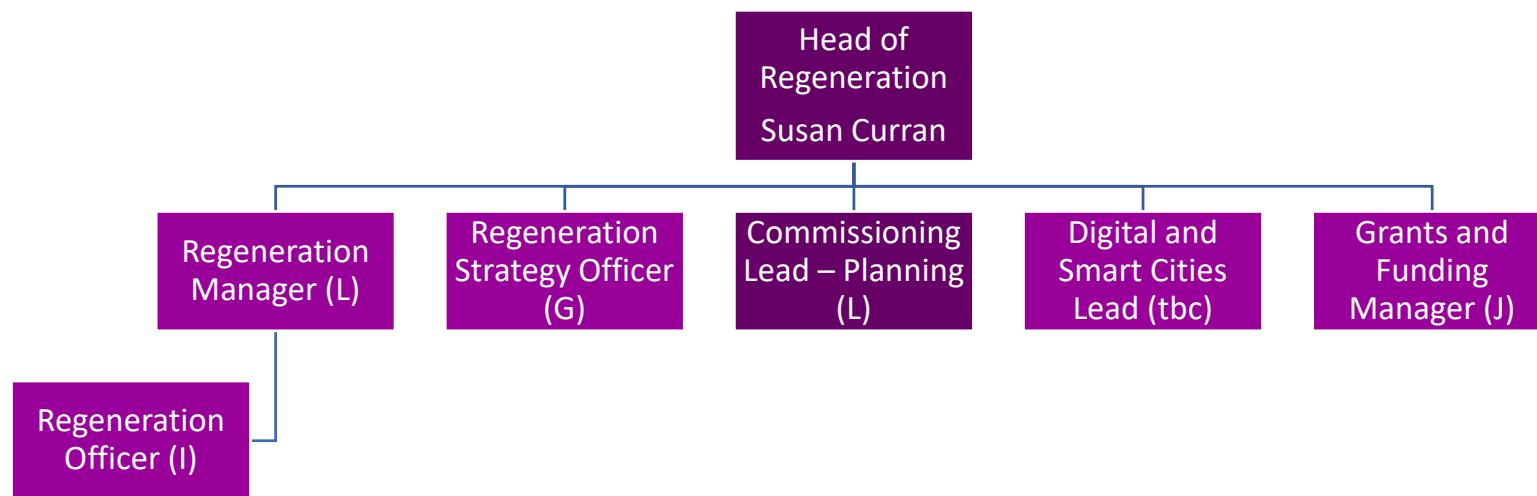 Head of
Regeneration
Susan Curran
Regeneration
Manager (L)
Regeneration
Strategy Officer
(G)
Commissioning
Lead – Planning
(L)
Digital and
Smart Cities
Lead (tbc)
Grants and
Funding
Manager (J)
Regeneration
Officer (I)